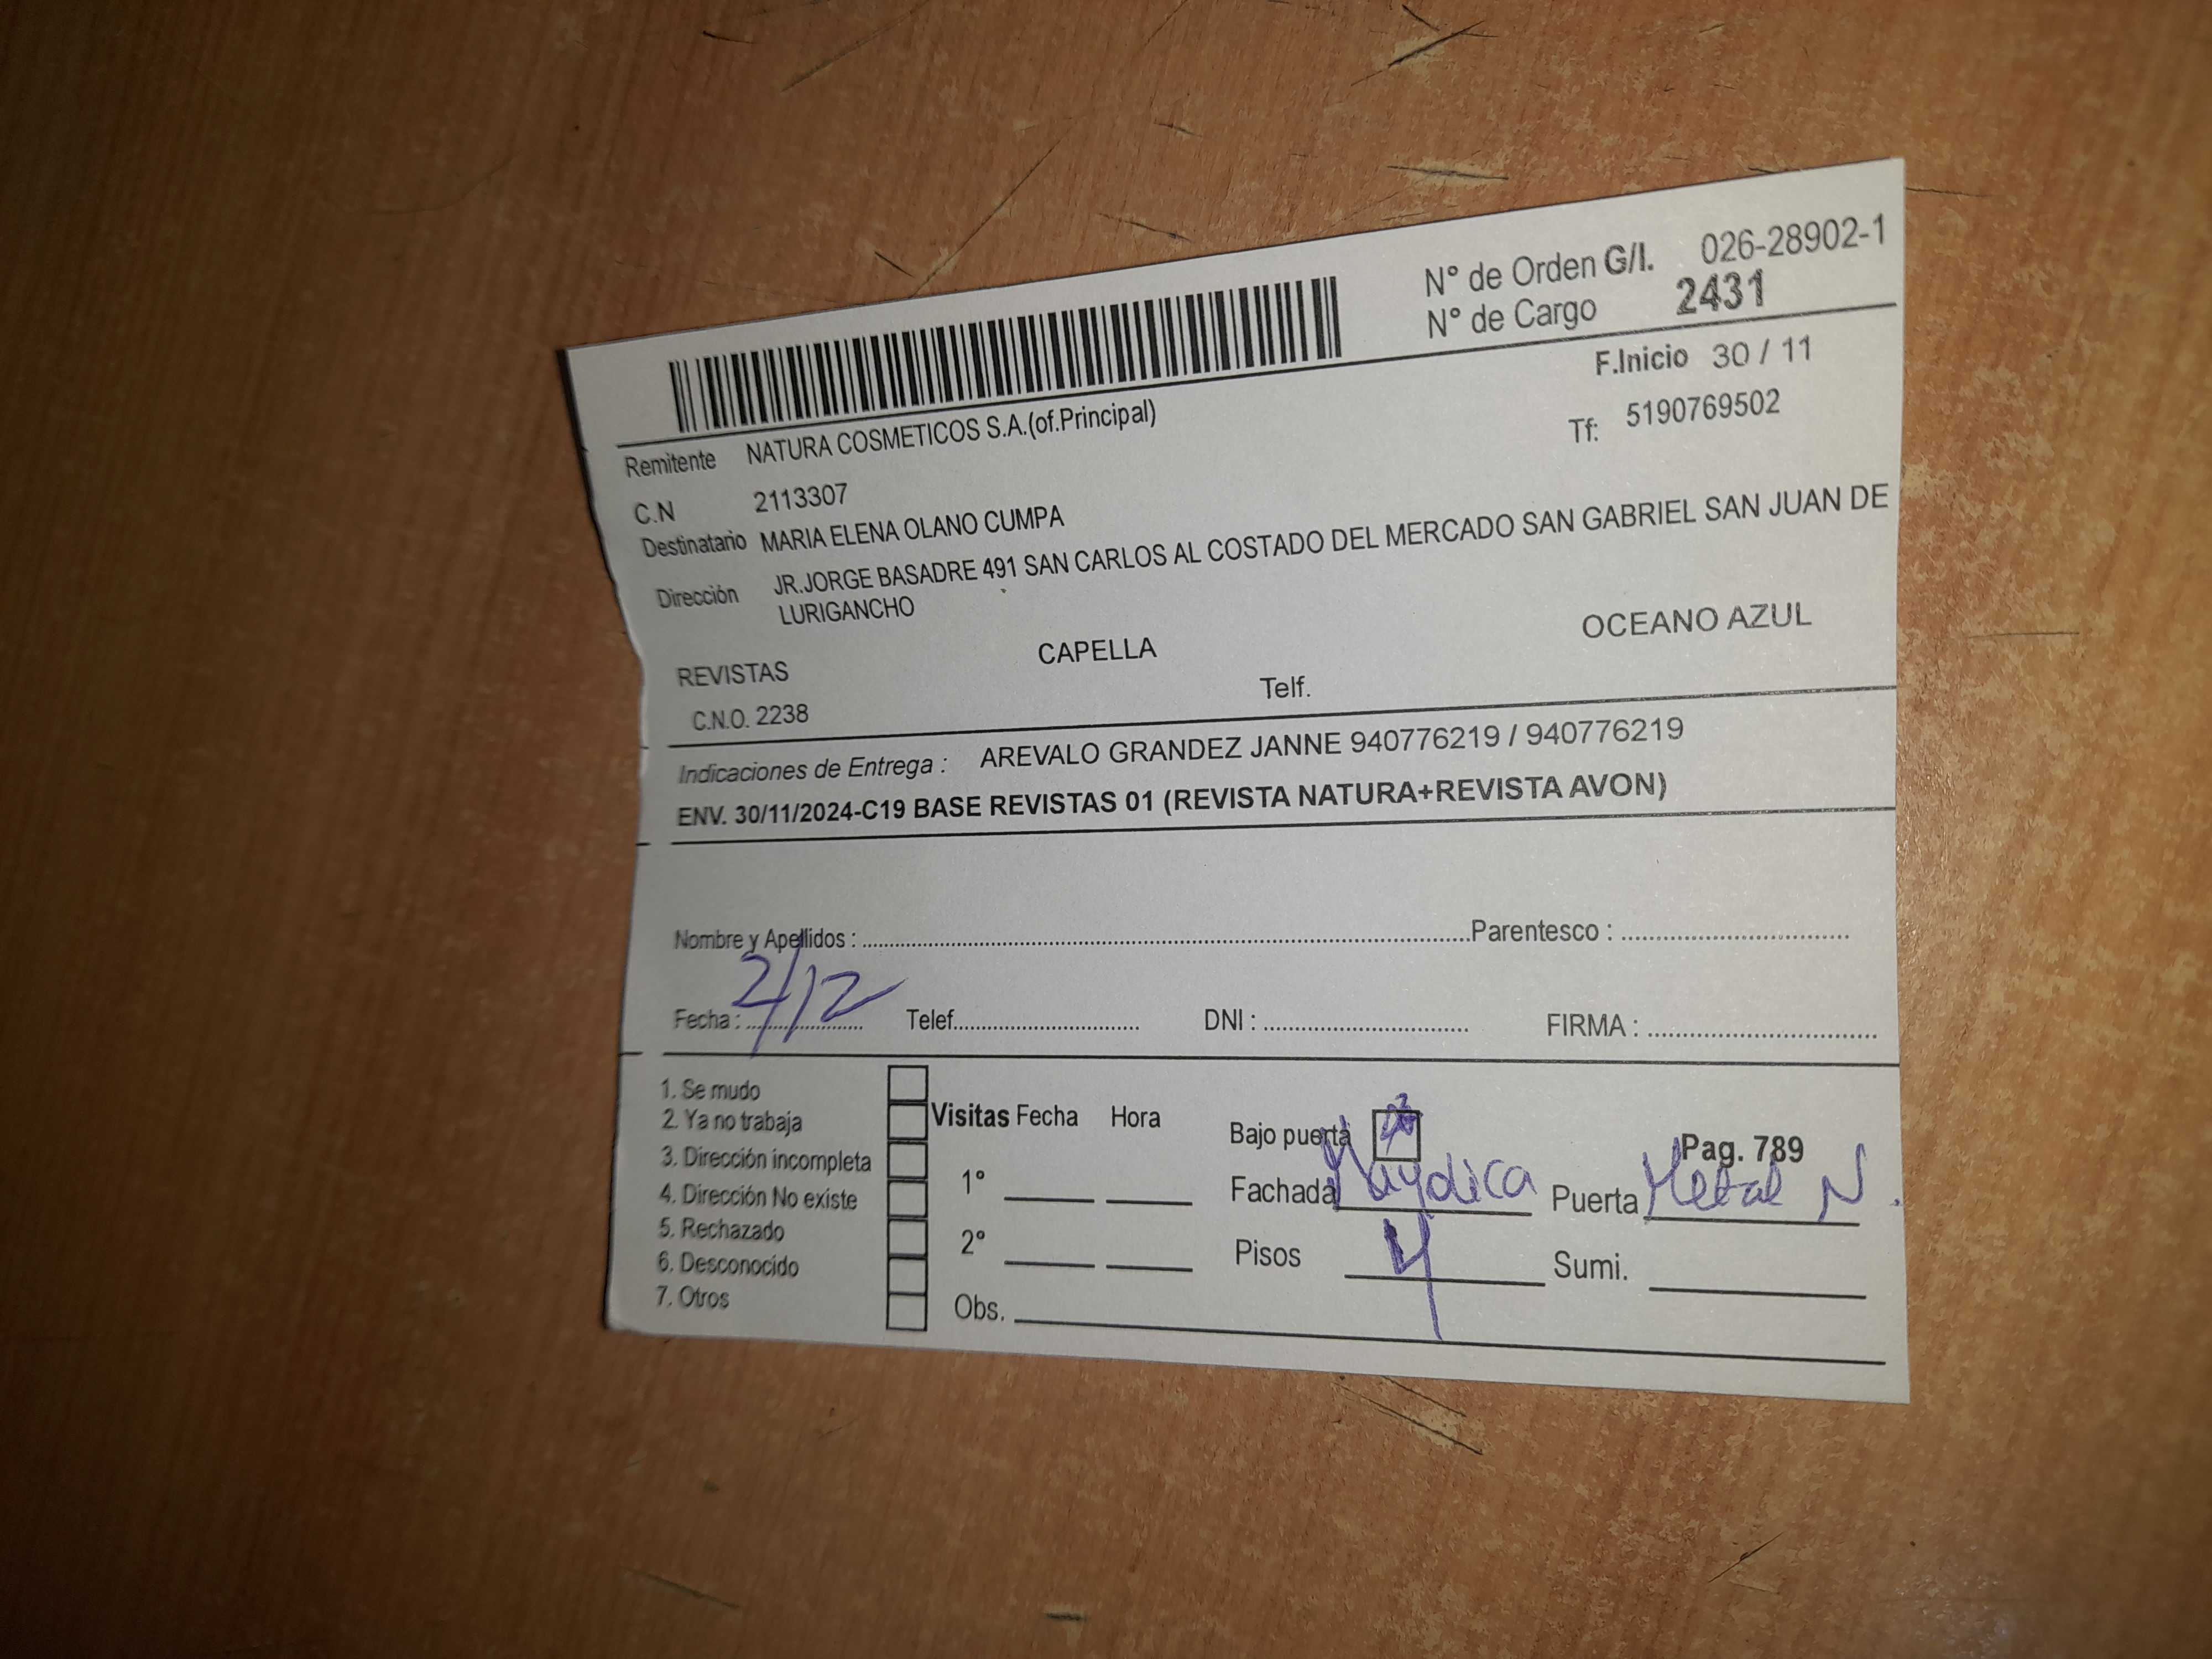 N° de Orden G/I. 026-28902-1
N° de Cargo 2431
F.Inicio 30 / 11
Remitente NATURA COSMETICOS S.A.(of.Principal)
Tf: 5190769502
C.N 2113307
Destinatario MARIA ELENA OLANO CUMPA
Dirección JR.JORGE BASADRE 491 SAN CARLOS AL COSTADO DEL MERCADO SAN GABRIEL SAN JUAN DE
LURIGANCHO
REVISTAS CAPELLA OCEANO AZUL
C.N.O. 2238 Telf.
Indicaciones de Entrega : AREVALO GRANDEZ JANNE 940776219 / 940776219
ENV. 30/11/2024-C19 BASE REVISTAS 01 (REVISTA NATURA+REVISTA AVON)
Nombre y Apellidos : Parentesco :
Fecha : 2/12 Telef. DNI : FIRMA :
1. Se mudo
2. Ya no trabaja
3. Dirección incompleta
4. Dirección No existe
5. Rechazado
6. Desconocido
7. Otros
Visitas Fecha Hora
1°
2°
Obs.
Bajo puerta
Pag. 789
Fachada Puerta Metal N.
Pisos 4 Sumi.